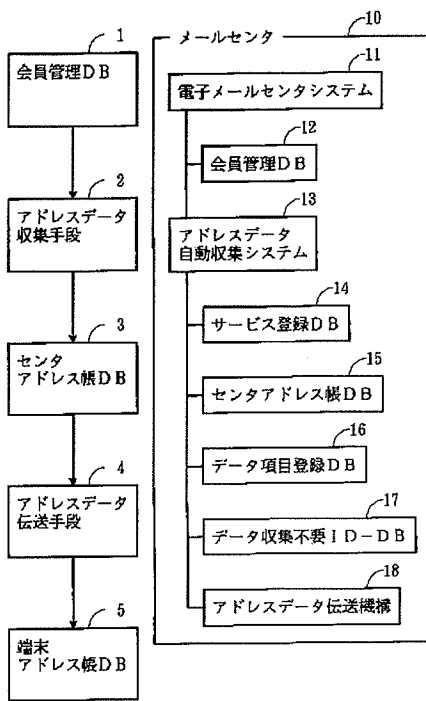 1
会員管理DB
2
アドレスデータ
収集手段
3
センタ
アドレス帳DB
4
アドレスデータ
伝送手段
5
端末
アドレス帳DB
10
メールセンタ
11
電子メールセンタシステム
12
会員管理DB
13
アドレスデータ
自動収集システム
14
サービス登録DB
15
センタアドレス帳DB
16
データ項目登録DB
17
データ収集不要ID-DB
18
アドレスデータ伝送機構